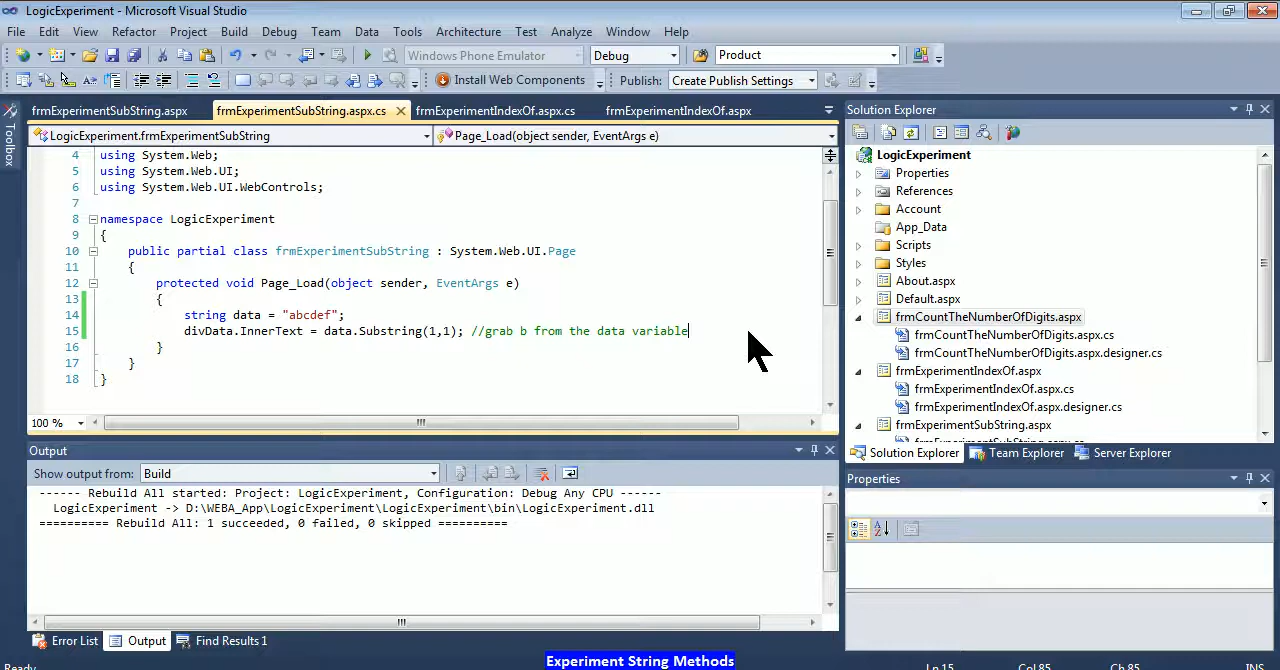 LogicExperiment - Microsoft Visual Studio
File Edit View Refactor Project Build Debug Team Data Tools Architecture Test Analyze Window Help
Windows Phone Emulator Debug Product
Install Web Components Publish: Create Publish Settings
Toolbox
frmExperimentSubString.aspx frmExperimentSubString.aspx.cs frmExperimentIndexOf.aspx.cs frmExperimentIndexOf.aspx
LogicExperiment.frmExperimentSubString Page_Load(object sender, EventArgs e)
4 using System.Web;
5 using System.Web.UI;
6 using System.Web.UI.WebControls;
7
8 namespace LogicExperiment
9 {
10 public partial class frmExperimentSubString : System.Web.UI.Page
11 {
12 protected void Page_Load(object sender, EventArgs e)
13 {
14 string data = "abcdef";
15 divData.InnerText = data.Substring(1,1); //grab b from the data variable
16 }
17 }
18 }
100 %
Output
Show output from: Build
------ Rebuild All started: Project: LogicExperiment, Configuration: Debug Any CPU ------
LogicExperiment -> D:\WEBA_App\LogicExperiment\LogicExperiment\bin\LogicExperiment.dll
========== Rebuild All: 1 succeeded, 0 failed, 0 skipped ==========
Error List Output Find Results 1
Solution Explorer
LogicExperiment
Properties
References
Account
App_Data
Scripts
Styles
About.aspx
Default.aspx
frmCountTheNumberOfDigits.aspx
frmCountTheNumberOfDigits.aspx.cs
frmCountTheNumberOfDigits.aspx.designer.cs
frmExperimentIndexOf.aspx
frmExperimentIndexOf.aspx.cs
frmExperimentIndexOf.aspx.designer.cs
frmExperimentSubString.aspx
frmExperimentSubString.aspx.cs
Solution Explorer Team Explorer Server Explorer
Properties
Ready Ln 15 Col 85 Ch 85 INS
Experiment String Methods